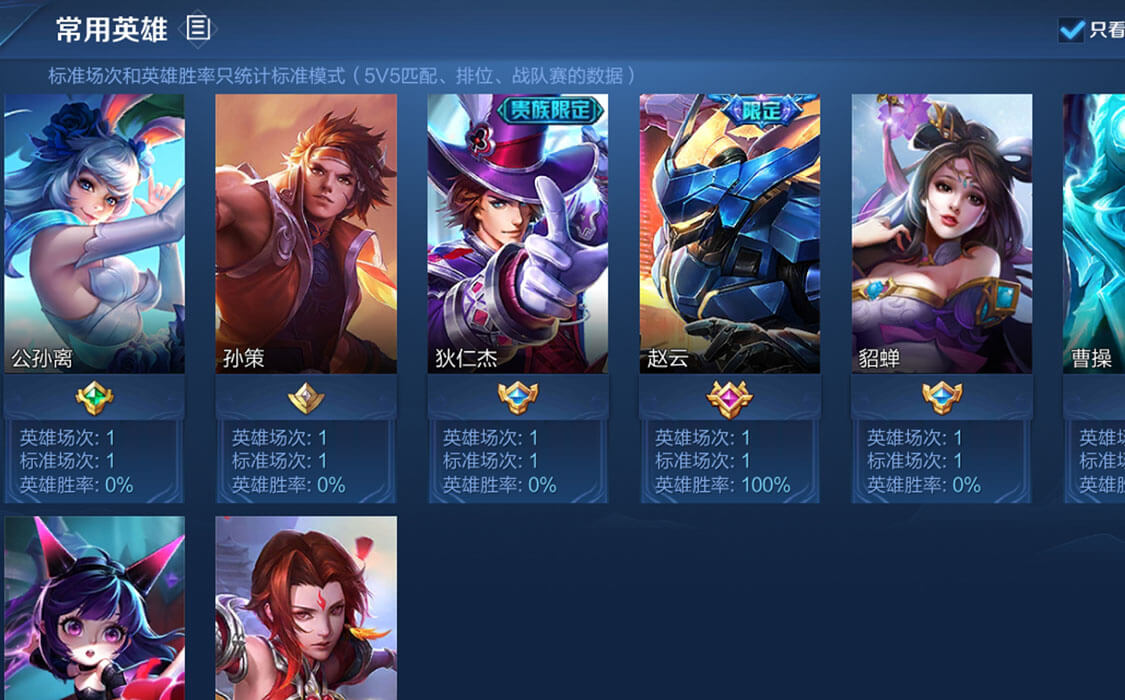 常用英雄
只看
标准场次和英雄胜率只统计标准模式（5V5匹配、排位、战队赛的数据）
贵族限定
限定
公孙离
孙策
狄仁杰
赵云
貂蝉
曹操
英雄场次: 1
标准场次: 1
英雄胜率: 0%
英雄场次: 1
标准场次: 1
英雄胜率: 0%
英雄场次: 1
标准场次: 1
英雄胜率: 0%
英雄场次: 1
标准场次: 1
英雄胜率: 100%
英雄场次: 1
标准场次: 1
英雄胜率: 0%
英雄
标准
英雄